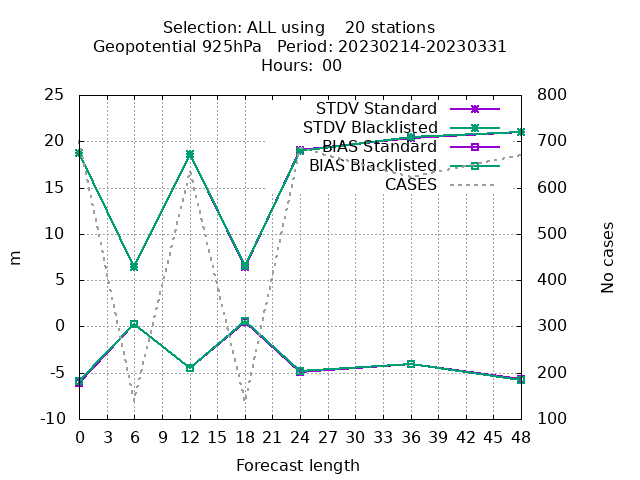 Selection: ALL using    20 stations
Geopotential 925hPa   Period: 20230214-20230331
Hours: 00
STDV Standard
STDV Blacklisted
BIAS Standard
BIAS Blacklisted
CASES
25
20
15
10
5
0
-5
-10
m
800
700
600
500
400
300
200
100
No cases
0 3 6 9 12 15 18 21 24 27 30 33 36 39 42 45 48
Forecast length